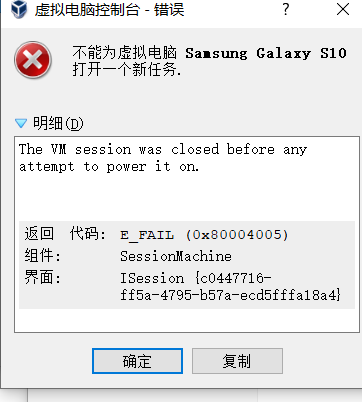 虚拟电脑控制台 - 错误
?
不能为虚拟电脑 Samsung Galaxy S10
打开一个新任务.
明细(D)
The VM session was closed before any
attempt to power it on.
返回 代码: E_FAIL (0x80004005)
组件: SessionMachine
界面: ISession {c0447716-
ff5a-4795-b57a-ecd5fffa18a4}
确定 复制